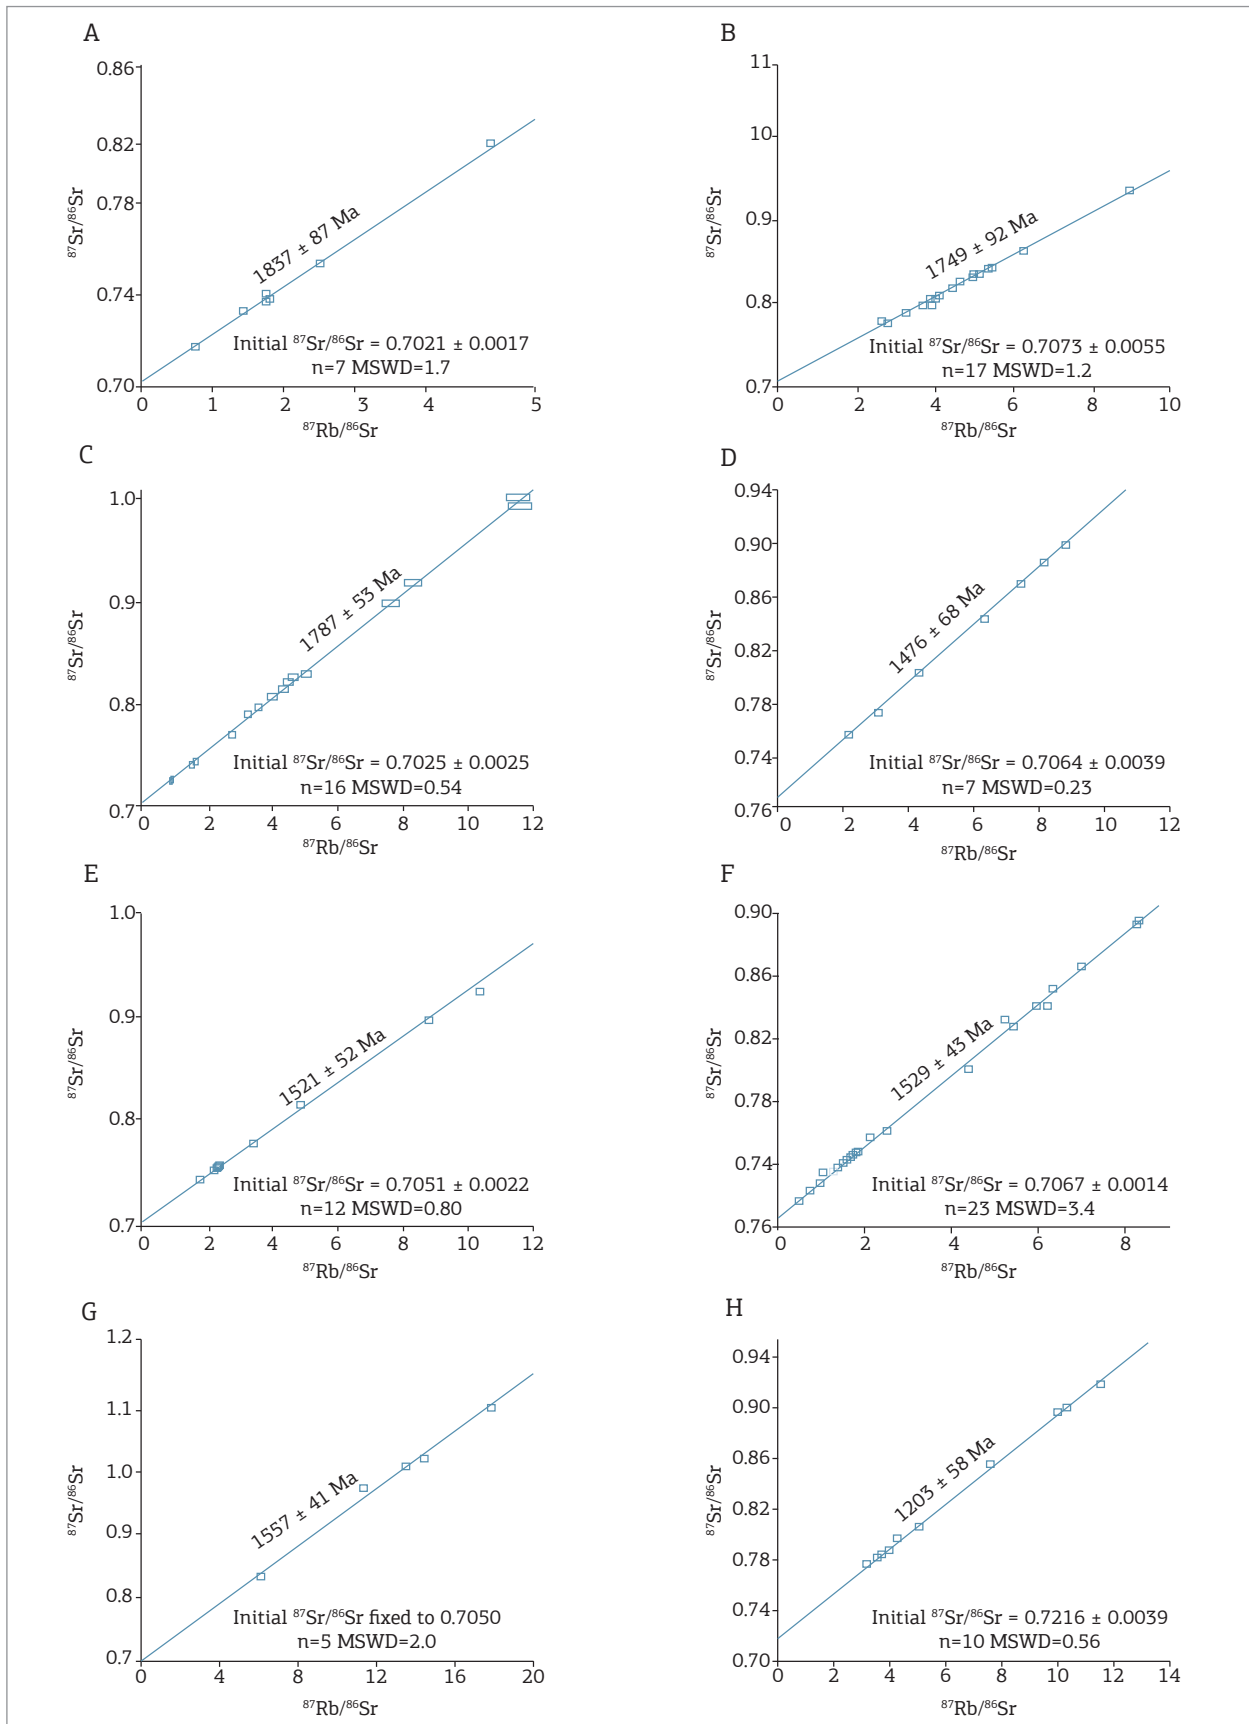 A
0.86
0.82
0.78
0.74
0.70
0 1 2 3 4 5
⁸⁷Sr/⁸⁶Sr
⁸⁷Rb/⁸⁶Sr
1837 ± 87 Ma
Initial ⁸⁷Sr/⁸⁶Sr = 0.7021 ± 0.0017
n=7 MSWD=1.7
B
11
10
0.9
0.8
0.7
0 2 4 6 8 10
⁸⁷Sr/⁸⁶Sr
⁸⁷Rb/⁸⁶Sr
1749 ± 92 Ma
Initial ⁸⁷Sr/⁸⁶Sr = 0.7073 ± 0.0055
n=17 MSWD=1.2
C
1.0
0.9
0.8
0.7
0 2 4 6 8 10 12
⁸⁷Sr/⁸⁶Sr
⁸⁷Rb/⁸⁶Sr
1787 ± 53 Ma
Initial ⁸⁷Sr/⁸⁶Sr = 0.7025 ± 0.0025
n=16 MSWD=0.54
D
0.94
0.90
0.86
0.82
0.78
0.74
0.76
0 2 4 6 8 10 12
⁸⁷Sr/⁸⁶Sr
⁸⁷Rb/⁸⁶Sr
1476 ± 68 Ma
Initial ⁸⁷Sr/⁸⁶Sr = 0.7064 ± 0.0039
n=7 MSWD=0.23
E
1.0
0.9
0.8
0.7
0 2 4 6 8 10 12
⁸⁷Sr/⁸⁶Sr
⁸⁷Rb/⁸⁶Sr
1521 ± 52 Ma
Initial ⁸⁷Sr/⁸⁶Sr = 0.7051 ± 0.0022
n=12 MSWD=0.80
F
0.90
0.86
0.82
0.78
0.74
0.76
0 2 4 6 8
⁸⁷Sr/⁸⁶Sr
⁸⁷Rb/⁸⁶Sr
1529 ± 43 Ma
Initial ⁸⁷Sr/⁸⁶Sr = 0.7067 ± 0.0014
n=23 MSWD=3.4
G
1.2
1.1
1.0
0.9
0.8
0.7
0 4 8 12 16 20
⁸⁷Sr/⁸⁶Sr
⁸⁷Rb/⁸⁶Sr
1557 ± 41 Ma
Initial ⁸⁷Sr/⁸⁶Sr fixed to 0.7050
n=5 MSWD=2.0
H
0.94
0.90
0.86
0.82
0.78
0.74
0.70
0 2 4 6 8 10 12 14
⁸⁷Sr/⁸⁶Sr
⁸⁷Rb/⁸⁶Sr
1203 ± 58 Ma
Initial ⁸⁷Sr/⁸⁶Sr = 0.7216 ± 0.0039
n=10 MSWD=0.56